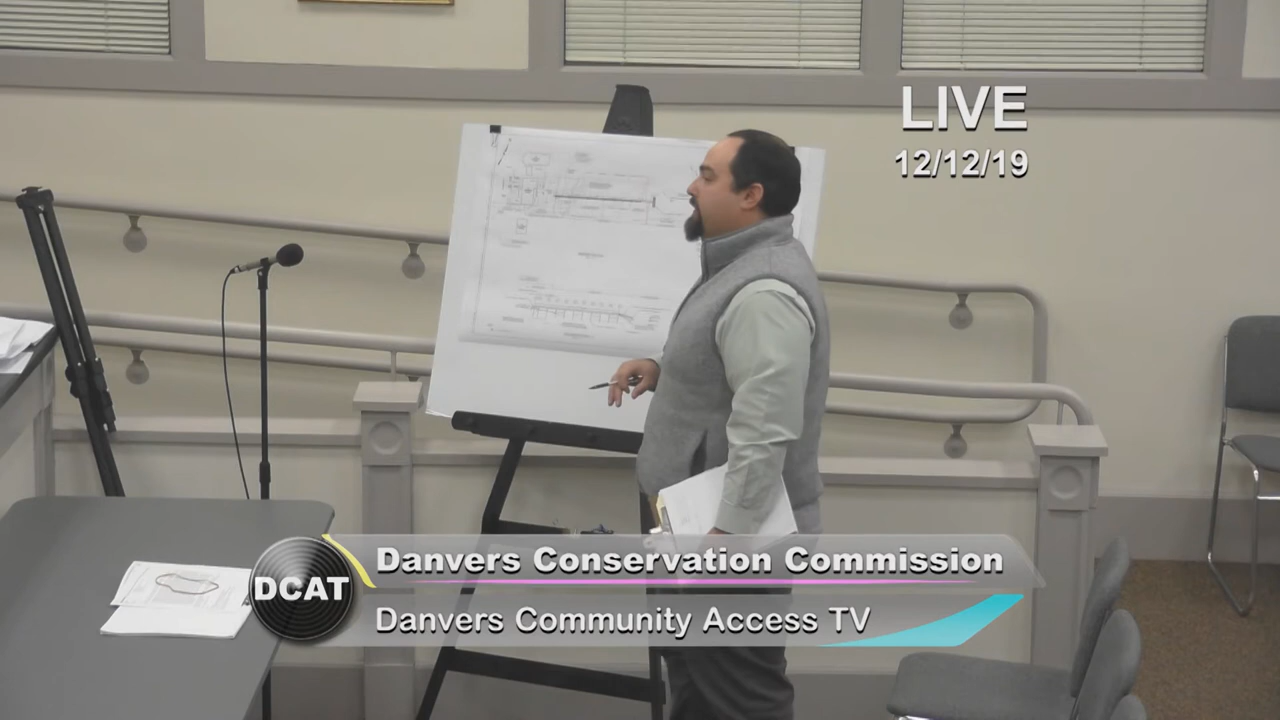 LIVE
12/12/19
DCAT
Danvers Conservation Commission
Danvers Community Access TV